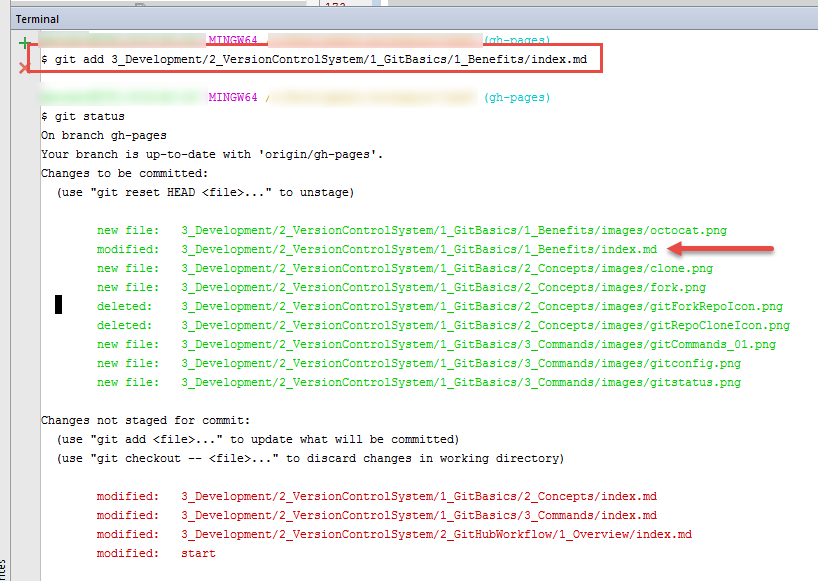 Terminal
MINGW64 (gh-pages)
$ git add 3_Development/2_VersionControlSystem/1_GitBasics/1_Benefits/index.md
MINGW64 / (gh-pages)
$ git status
On branch gh-pages
Your branch is up-to-date with 'origin/gh-pages'.
Changes to be committed:
(use "git reset HEAD <file>..." to unstage)
new file: 3_Development/2_VersionControlSystem/1_GitBasics/1_Benefits/images/octocat.png
modified: 3_Development/2_VersionControlSystem/1_GitBasics/1_Benefits/index.md
new file: 3_Development/2_VersionControlSystem/1_GitBasics/2_Concepts/images/clone.png
new file: 3_Development/2_VersionControlSystem/1_GitBasics/2_Concepts/images/fork.png
deleted: 3_Development/2_VersionControlSystem/1_GitBasics/2_Concepts/images/gitForkRepoIcon.png
deleted: 3_Development/2_VersionControlSystem/1_GitBasics/2_Concepts/images/gitRepoCloneIcon.png
new file: 3_Development/2_VersionControlSystem/1_GitBasics/3_Commands/images/gitCommands_01.png
new file: 3_Development/2_VersionControlSystem/1_GitBasics/3_Commands/images/gitconfig.png
new file: 3_Development/2_VersionControlSystem/1_GitBasics/3_Commands/images/gitstatus.png
Changes not staged for commit:
(use "git add <file>..." to update what will be committed)
(use "git checkout -- <file>..." to discard changes in working directory)
modified: 3_Development/2_VersionControlSystem/1_GitBasics/2_Concepts/index.md
modified: 3_Development/2_VersionControlSystem/1_GitBasics/3_Commands/index.md
modified: 3_Development/2_VersionControlSystem/2_GitHubWorkflow/1_Overview/index.md
modified: start